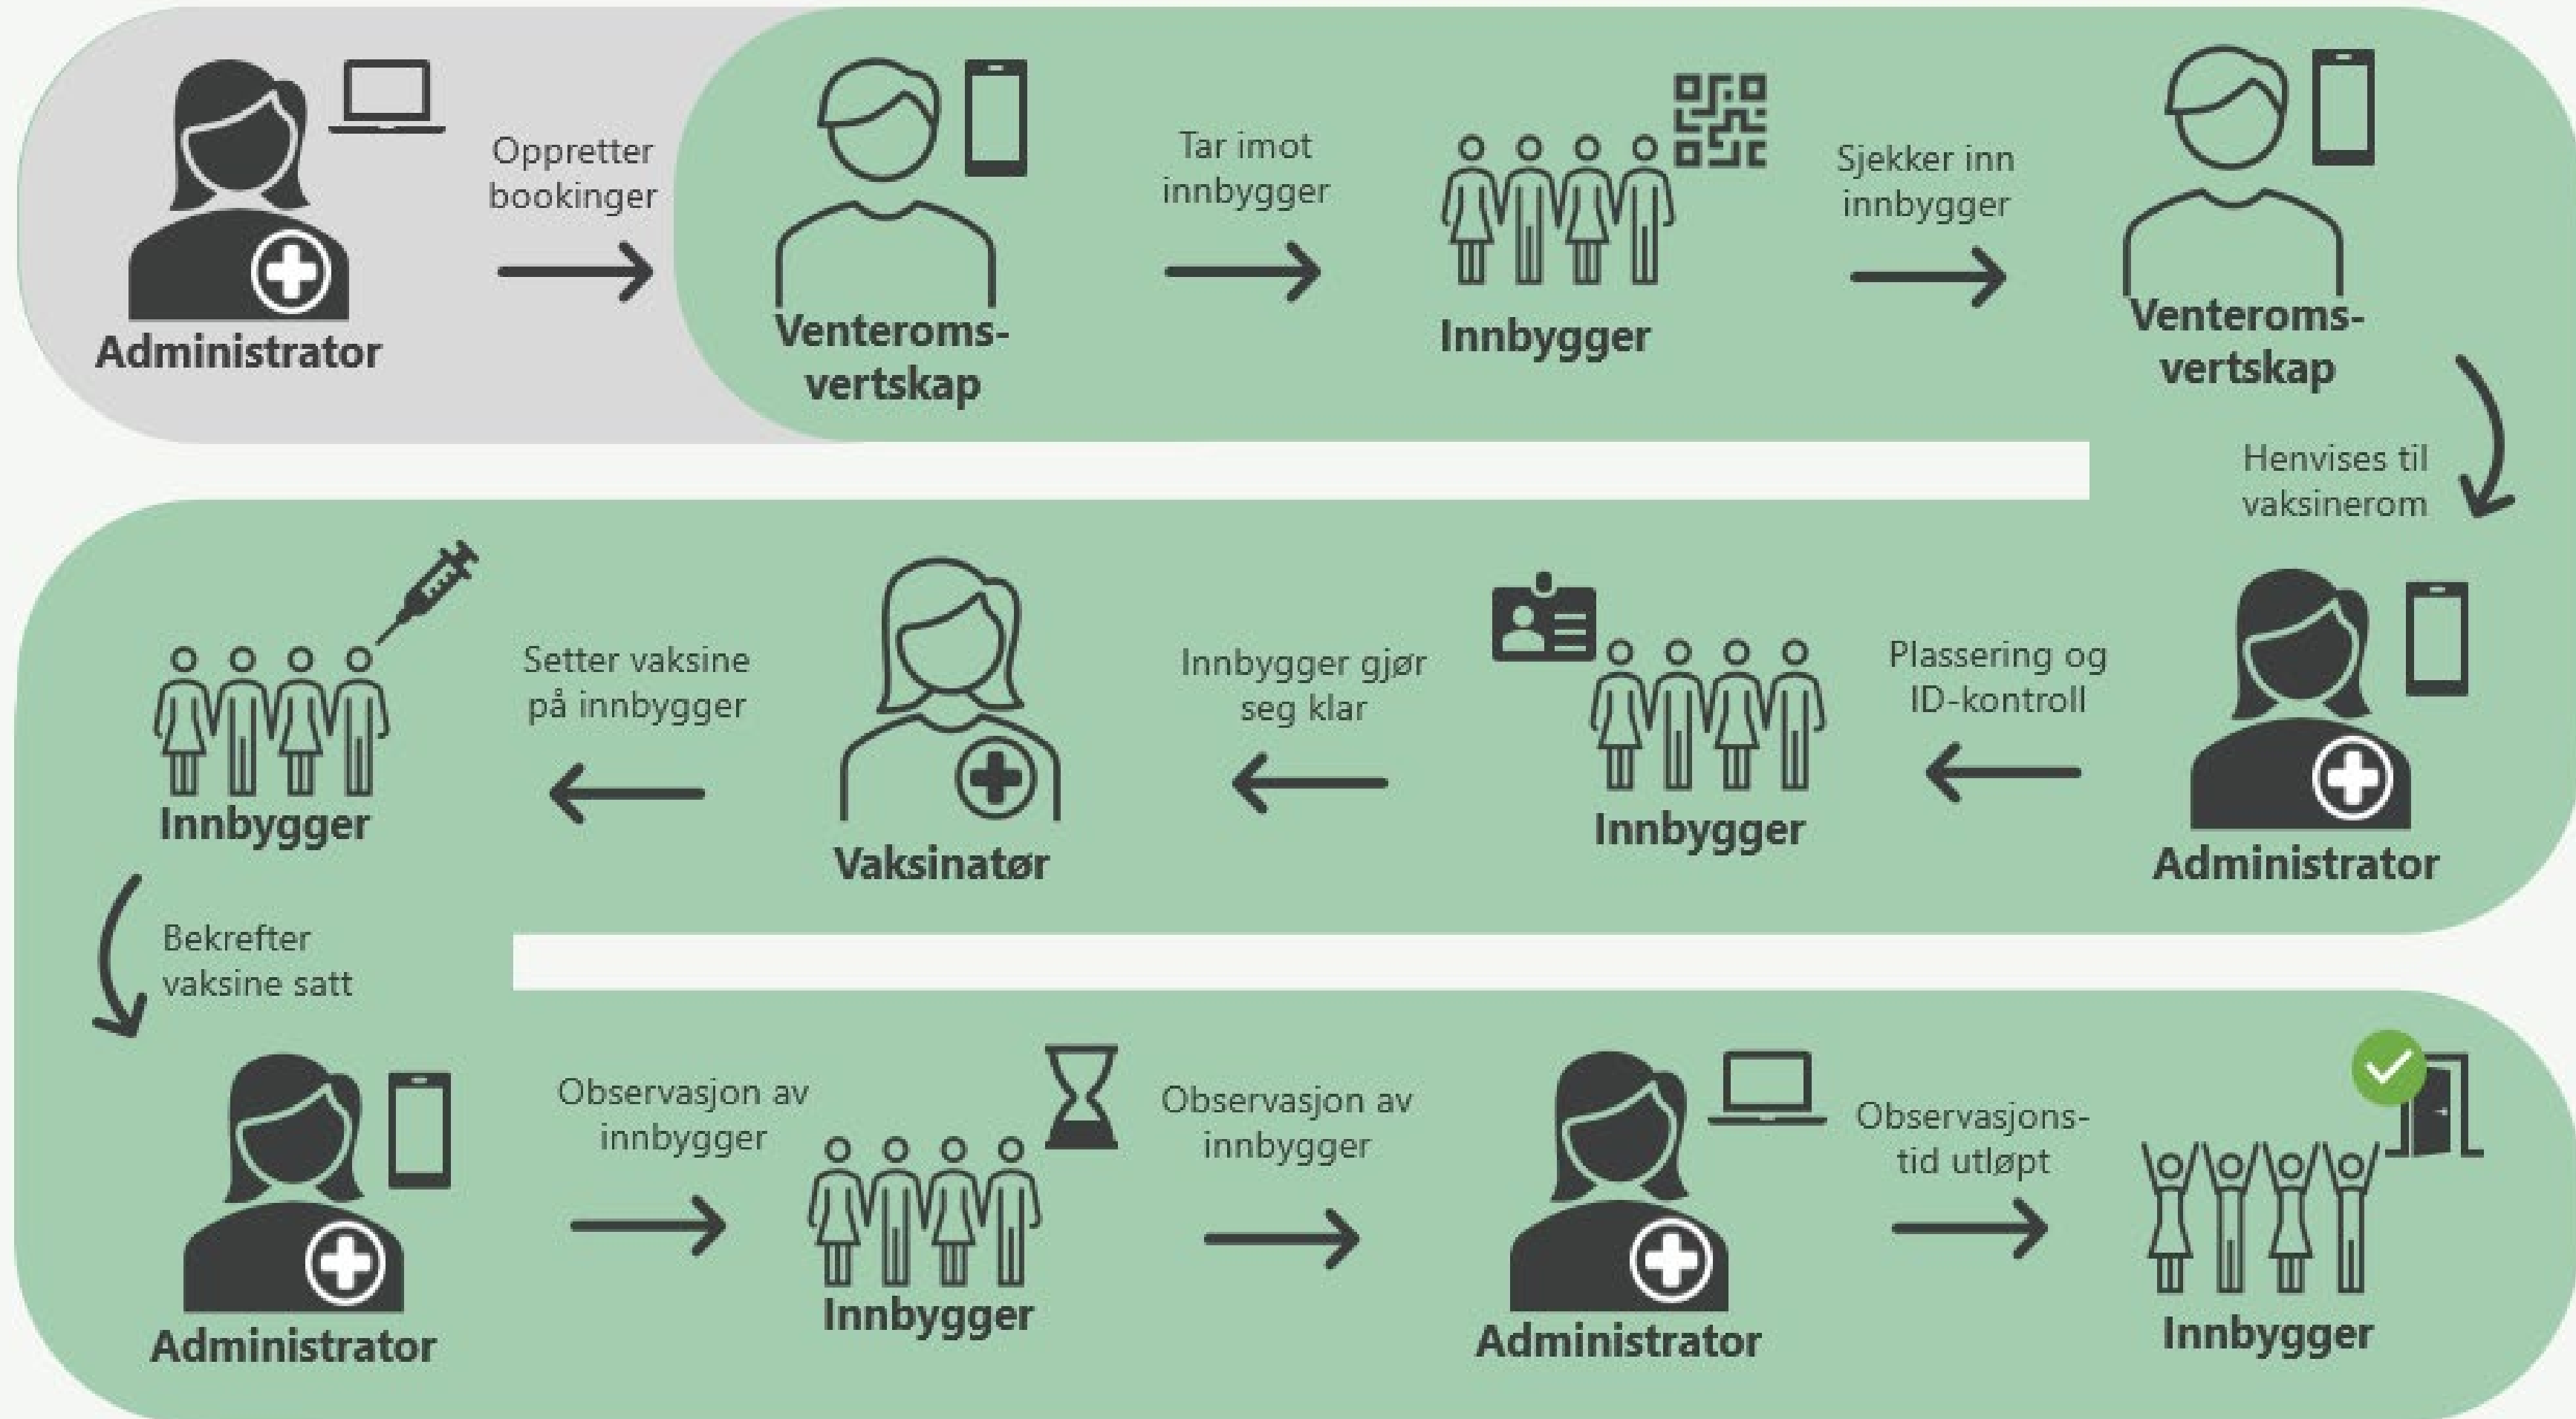 Administrator
Oppretter
bookinger
Venteroms-
vertskap
Tar imot
innbygger
Innbygger
Sjekker inn
innbygger
Venteroms-
vertskap
Henvises til
vaksinerom
Administrator
Plassering og
ID-kontroll
Innbygger
Innbygger gjør
seg klar
Vaksinatør
Setter vaksine
på innbygger
Innbygger
Bekrefter
vaksine satt
Administrator
Observasjon av
innbygger
Innbygger
Observasjon av
innbygger
Administrator
Observasjons-
tid utløpt
Innbygger